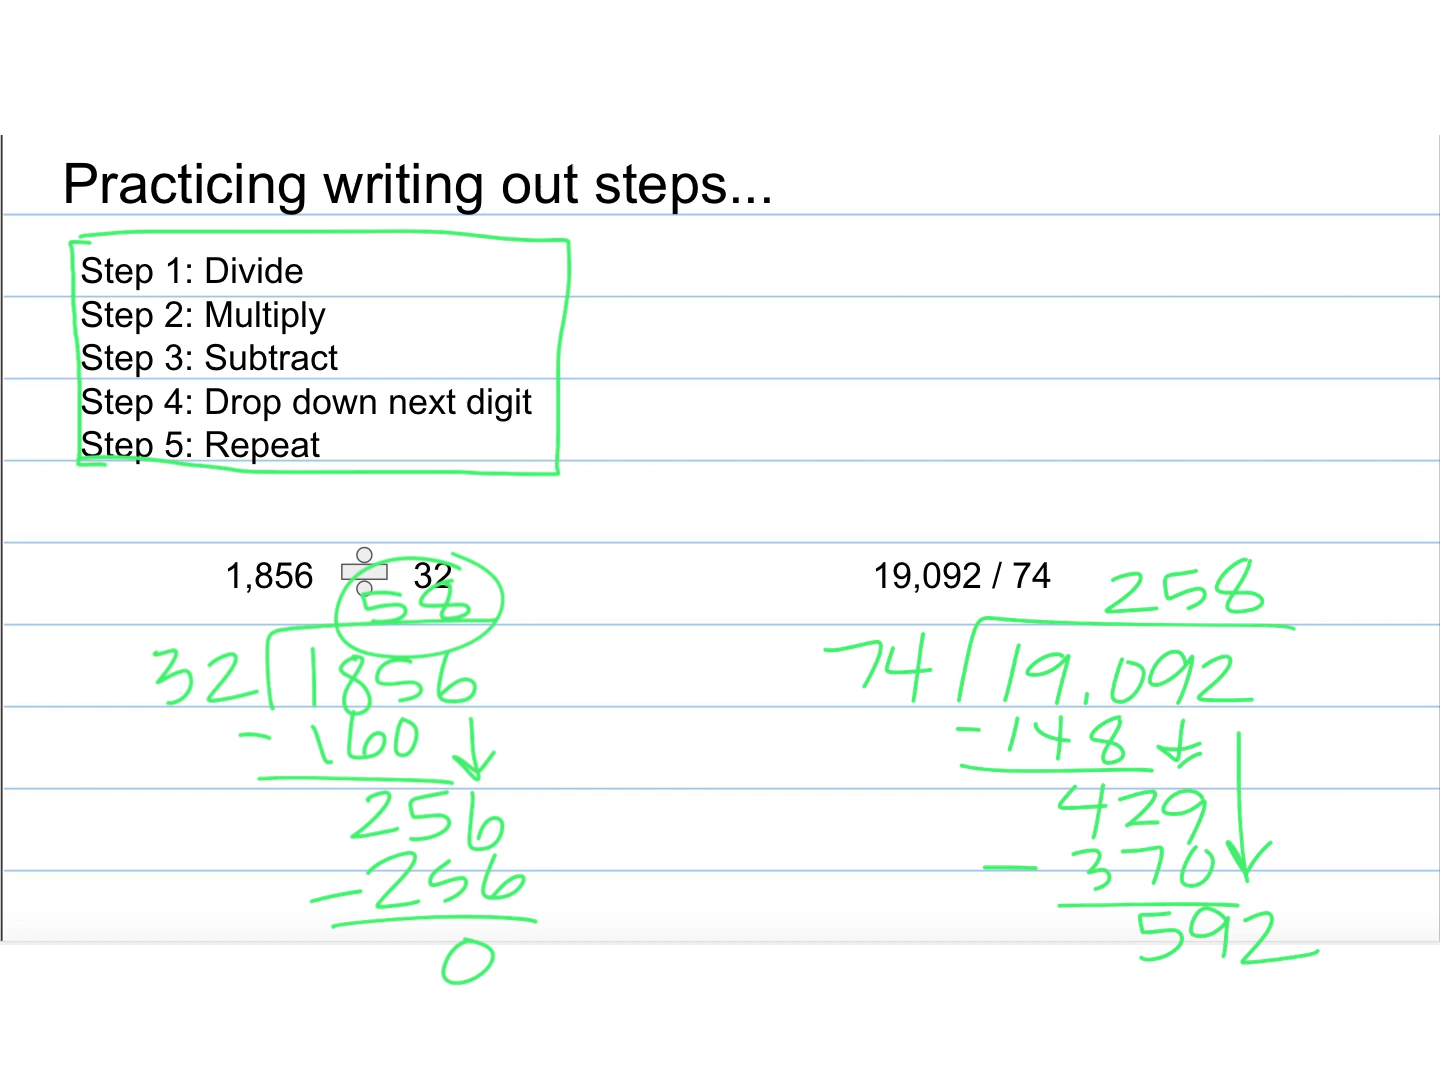 Practicing writing out steps...
Step 1: Divide
Step 2: Multiply
Step 3: Subtract
Step 4: Drop down next digit
Step 5: Repeat
1,856 ÷ 32
58
32 1856
- 160
256
- 256
0
19,092 / 74
258
74 19,092
- 148
429
- 370
592